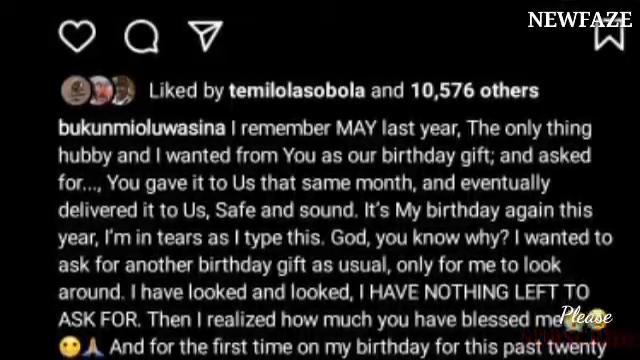 NEWFAZE
Liked by temilolasobola and 10,576 others
bukunmioluwasina I remember MAY last year, The only thing
hubby and I wanted from You as our birthday gift; and asked
for..., You gave it to Us that same month, and eventually
delivered it to Us, Safe and sound. It's My birthday again this
year, I'm in tears as I type this. God, you know why? I wanted to
ask for another birthday gift as usual, only for me to look
around. I have looked and looked, I HAVE NOTHING LEFT TO
ASK FOR. Then I realized how much you have blessed me
Please
And for the first time on my birthday for this past twenty